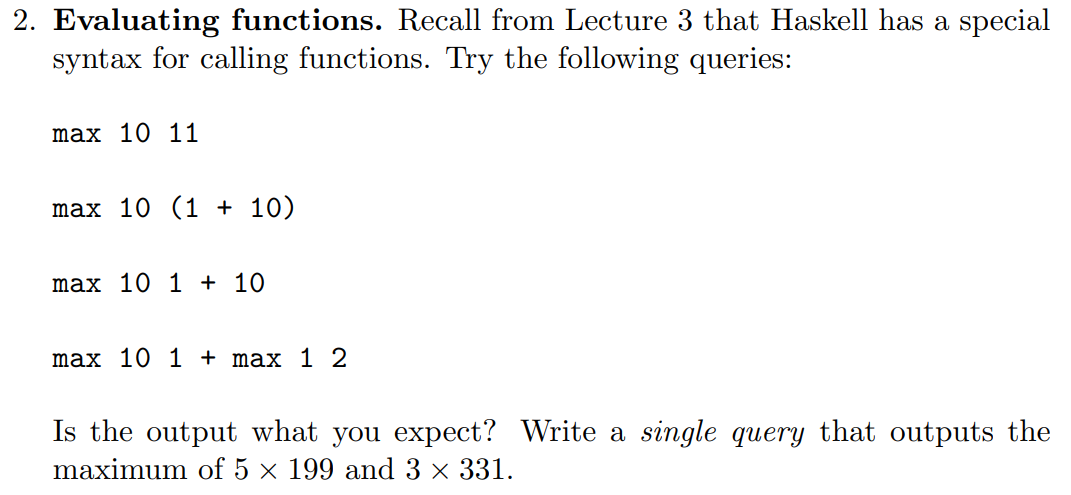 2. Evaluating functions. Recall from Lecture 3 that Haskell has a special
syntax for calling functions. Try the following queries:
max 10 11
max 10 (1 + 10)
max 10 1 + 10
max 10 1 + max 1 2
Is the output what you expect? Write a single query that outputs the
maximum of 5 × 199 and 3 × 331.